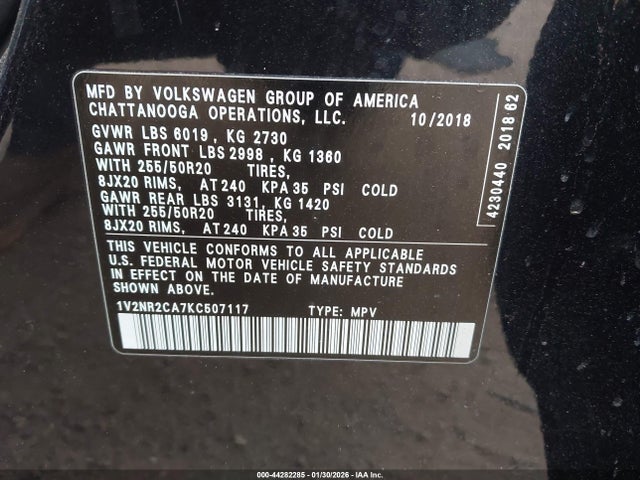 MFD BY VOLKSWAGEN GROUP OF AMERICA
CHATTANOOGA OPERATIONS, LLC. 10/2018
GVWR LBS 6019 , KG 2730
GAWR FRONT LBS 2998 , KG 1360
WITH 255/50R20 TIRES,
8JX20 RIMS, AT 240 KPA 35 PSI COLD
GAWR REAR LBS 3131, KG 1420
WITH 255/50R20 TIRES,
8JX20 RIMS, AT 240 KPA 35 PSI COLD
THIS VEHICLE CONFORMS TO ALL APPLICABLE
U.S. FEDERAL MOTOR VEHICLE SAFETY STANDARDS
IN EFFECT ON THE DATE OF MANUFACTURE
SHOWN ABOVE.
1V2NR2CA7KC507117 TYPE: MPV
4230440 2018 62
000-44282285 - 01/30/2026 - IAA Inc.